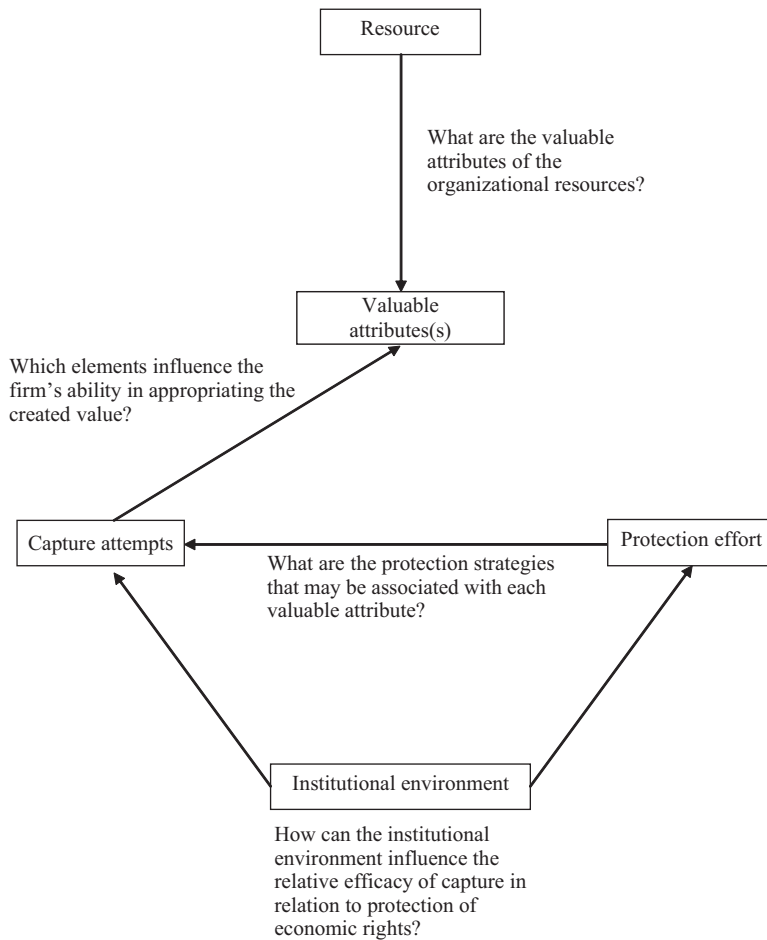 Resource
What are the valuable
attributes of the
organizational resources?
Valuable
attributes(s)
Which elements influence the
firm's ability in appropriating the
created value?
Capture attempts
Protection effort
What are the protection strategies
that may be associated with each
valuable attribute?
Institutional environment
How can the institutional
environment influence the
relative efficacy of capture in
relation to protection of
economic rights?